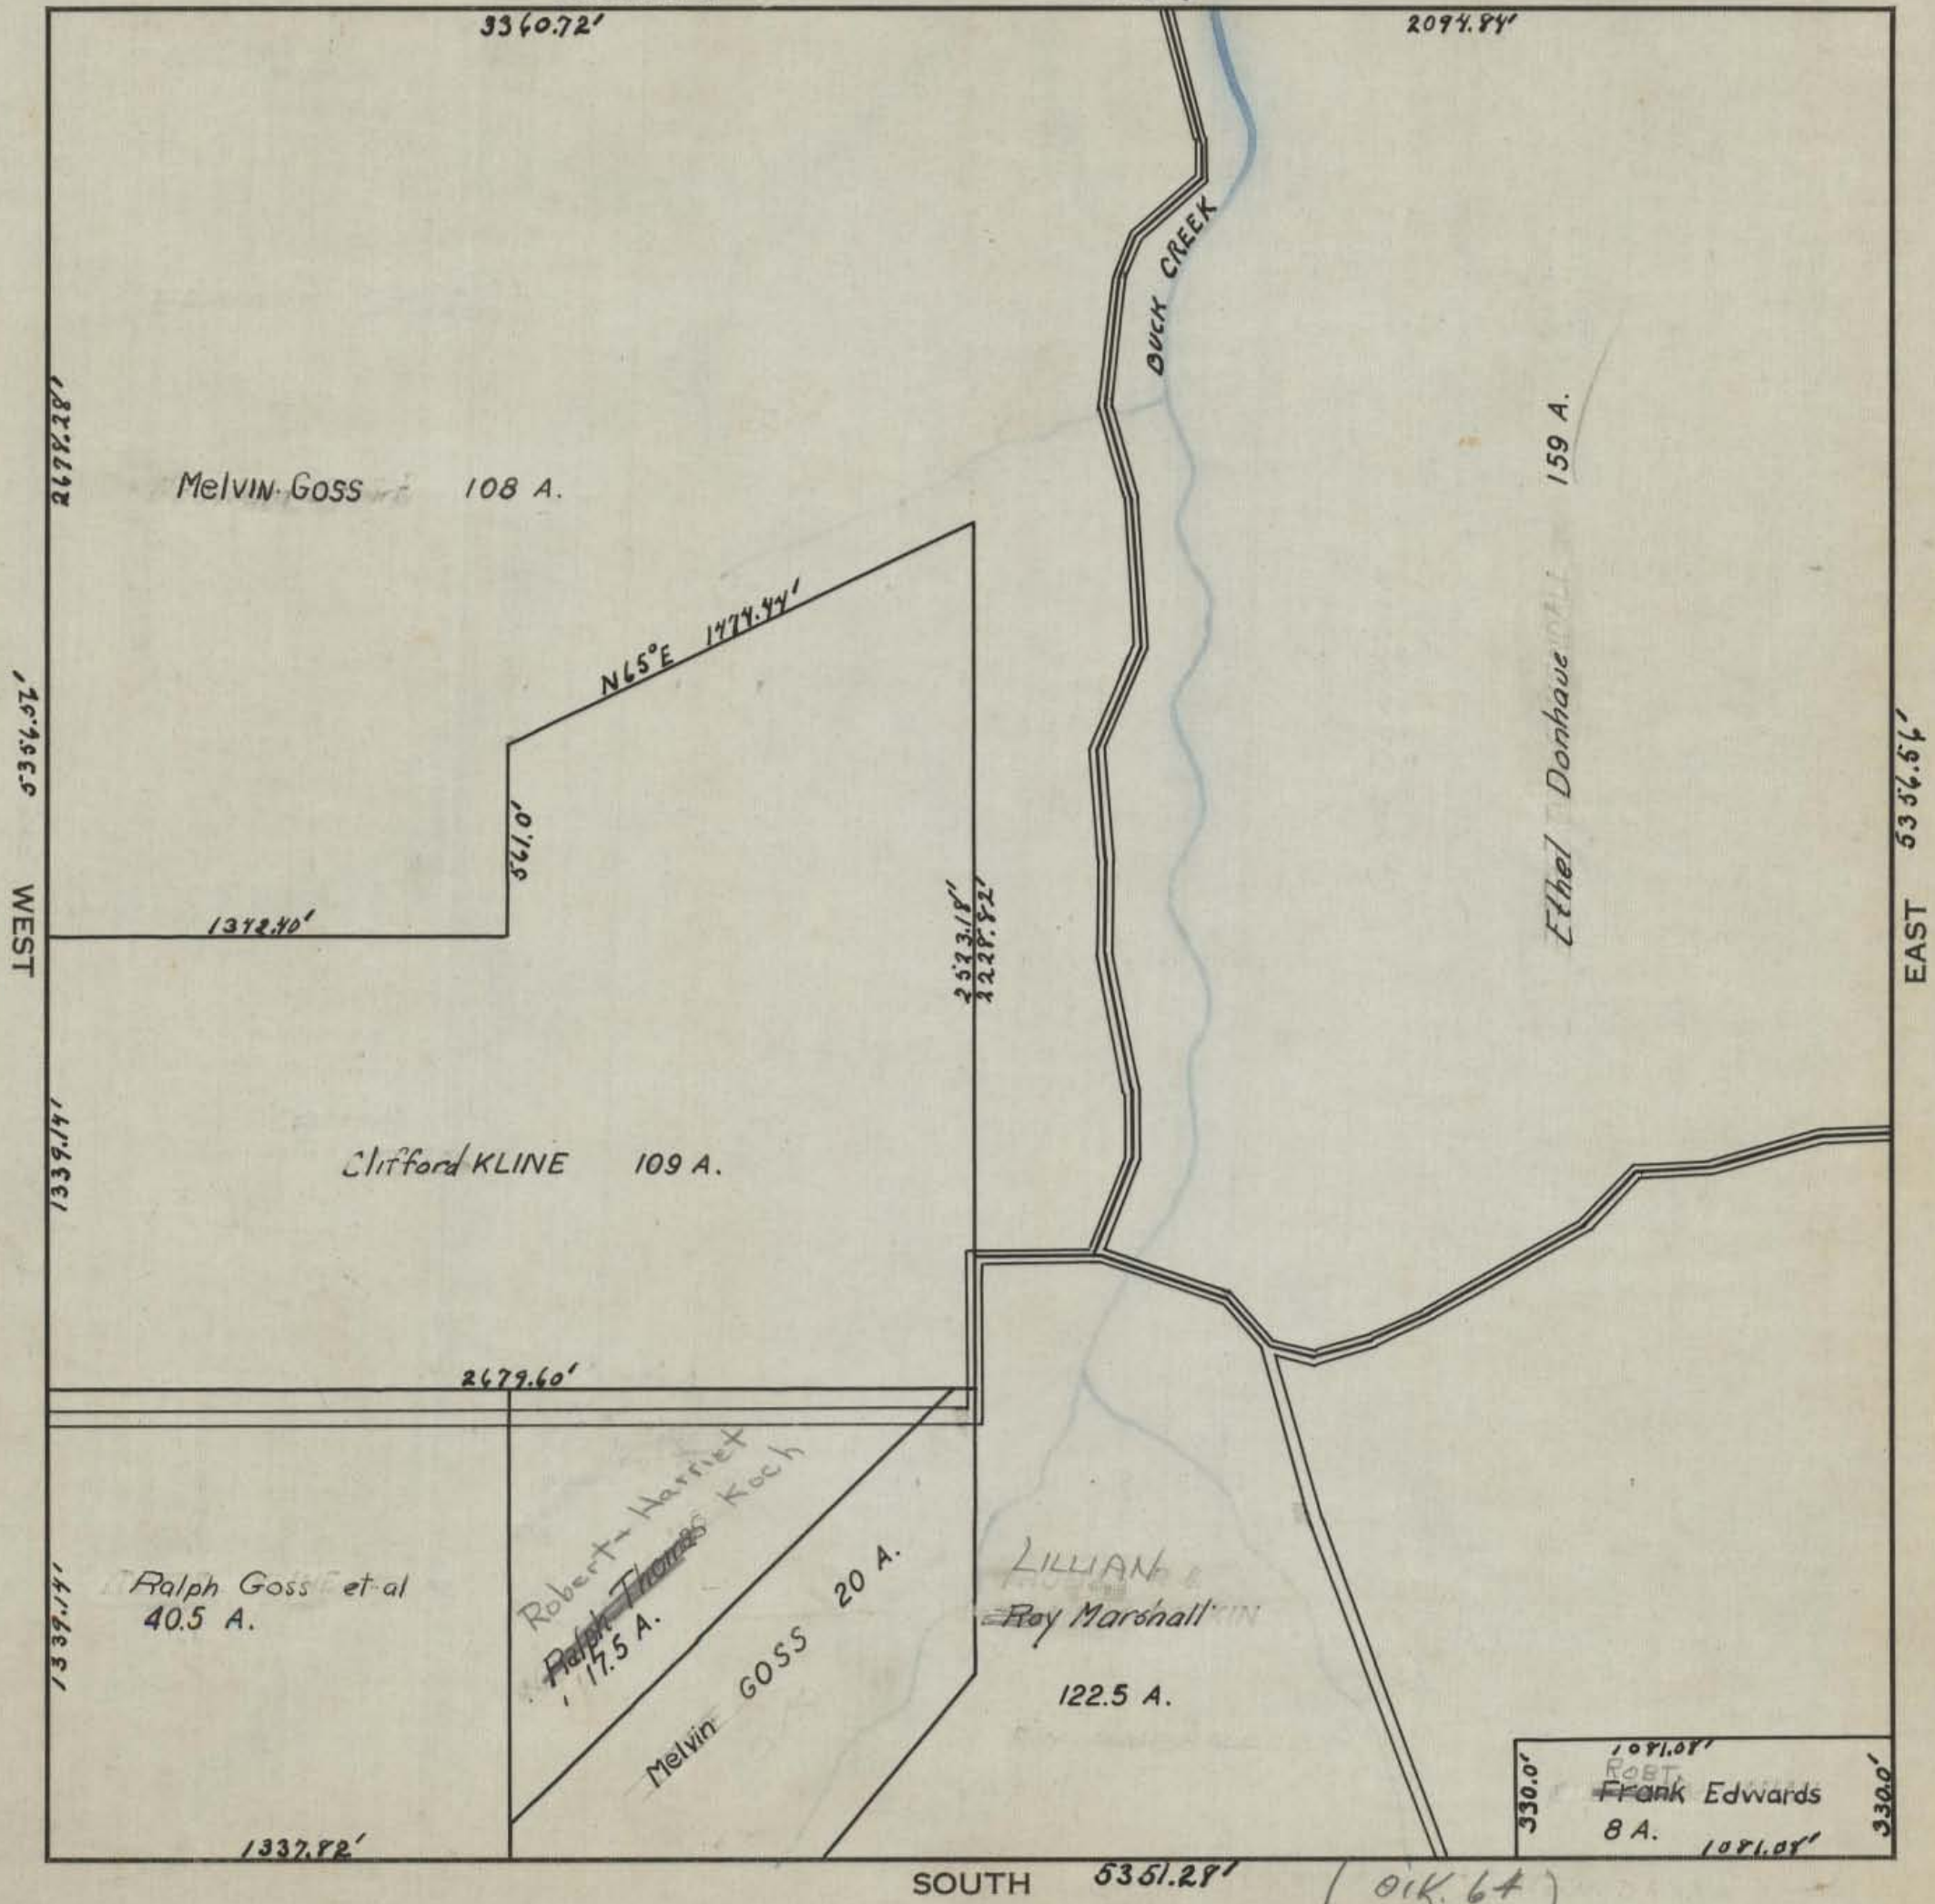 3360.72'
2094.84'
BUCK CREEK
2678.28'
Melvin Goss 108 A.
159 A.
Ethel Donhaue
N65°E 1474.44'
561.0'
1342.40'
WEST 5356.56'
EAST 5356.56'
2523.18'
2228.82'
1339.14'
Clifford KLINE 109 A.
2679.60'
Robert + Harriet
Koch
Ralph Thomas
17.5 A.
Melvin GOSS 20 A.
1339.14'
Ralph Goss et al
40.5 A.
LILLIAN
Roy Marshall
122.5 A.
1081.08'
330.0'
ROBT.
Frank Edwards
330.0'
8 A.
1081.08'
1337.82'
SOUTH 5351.28'